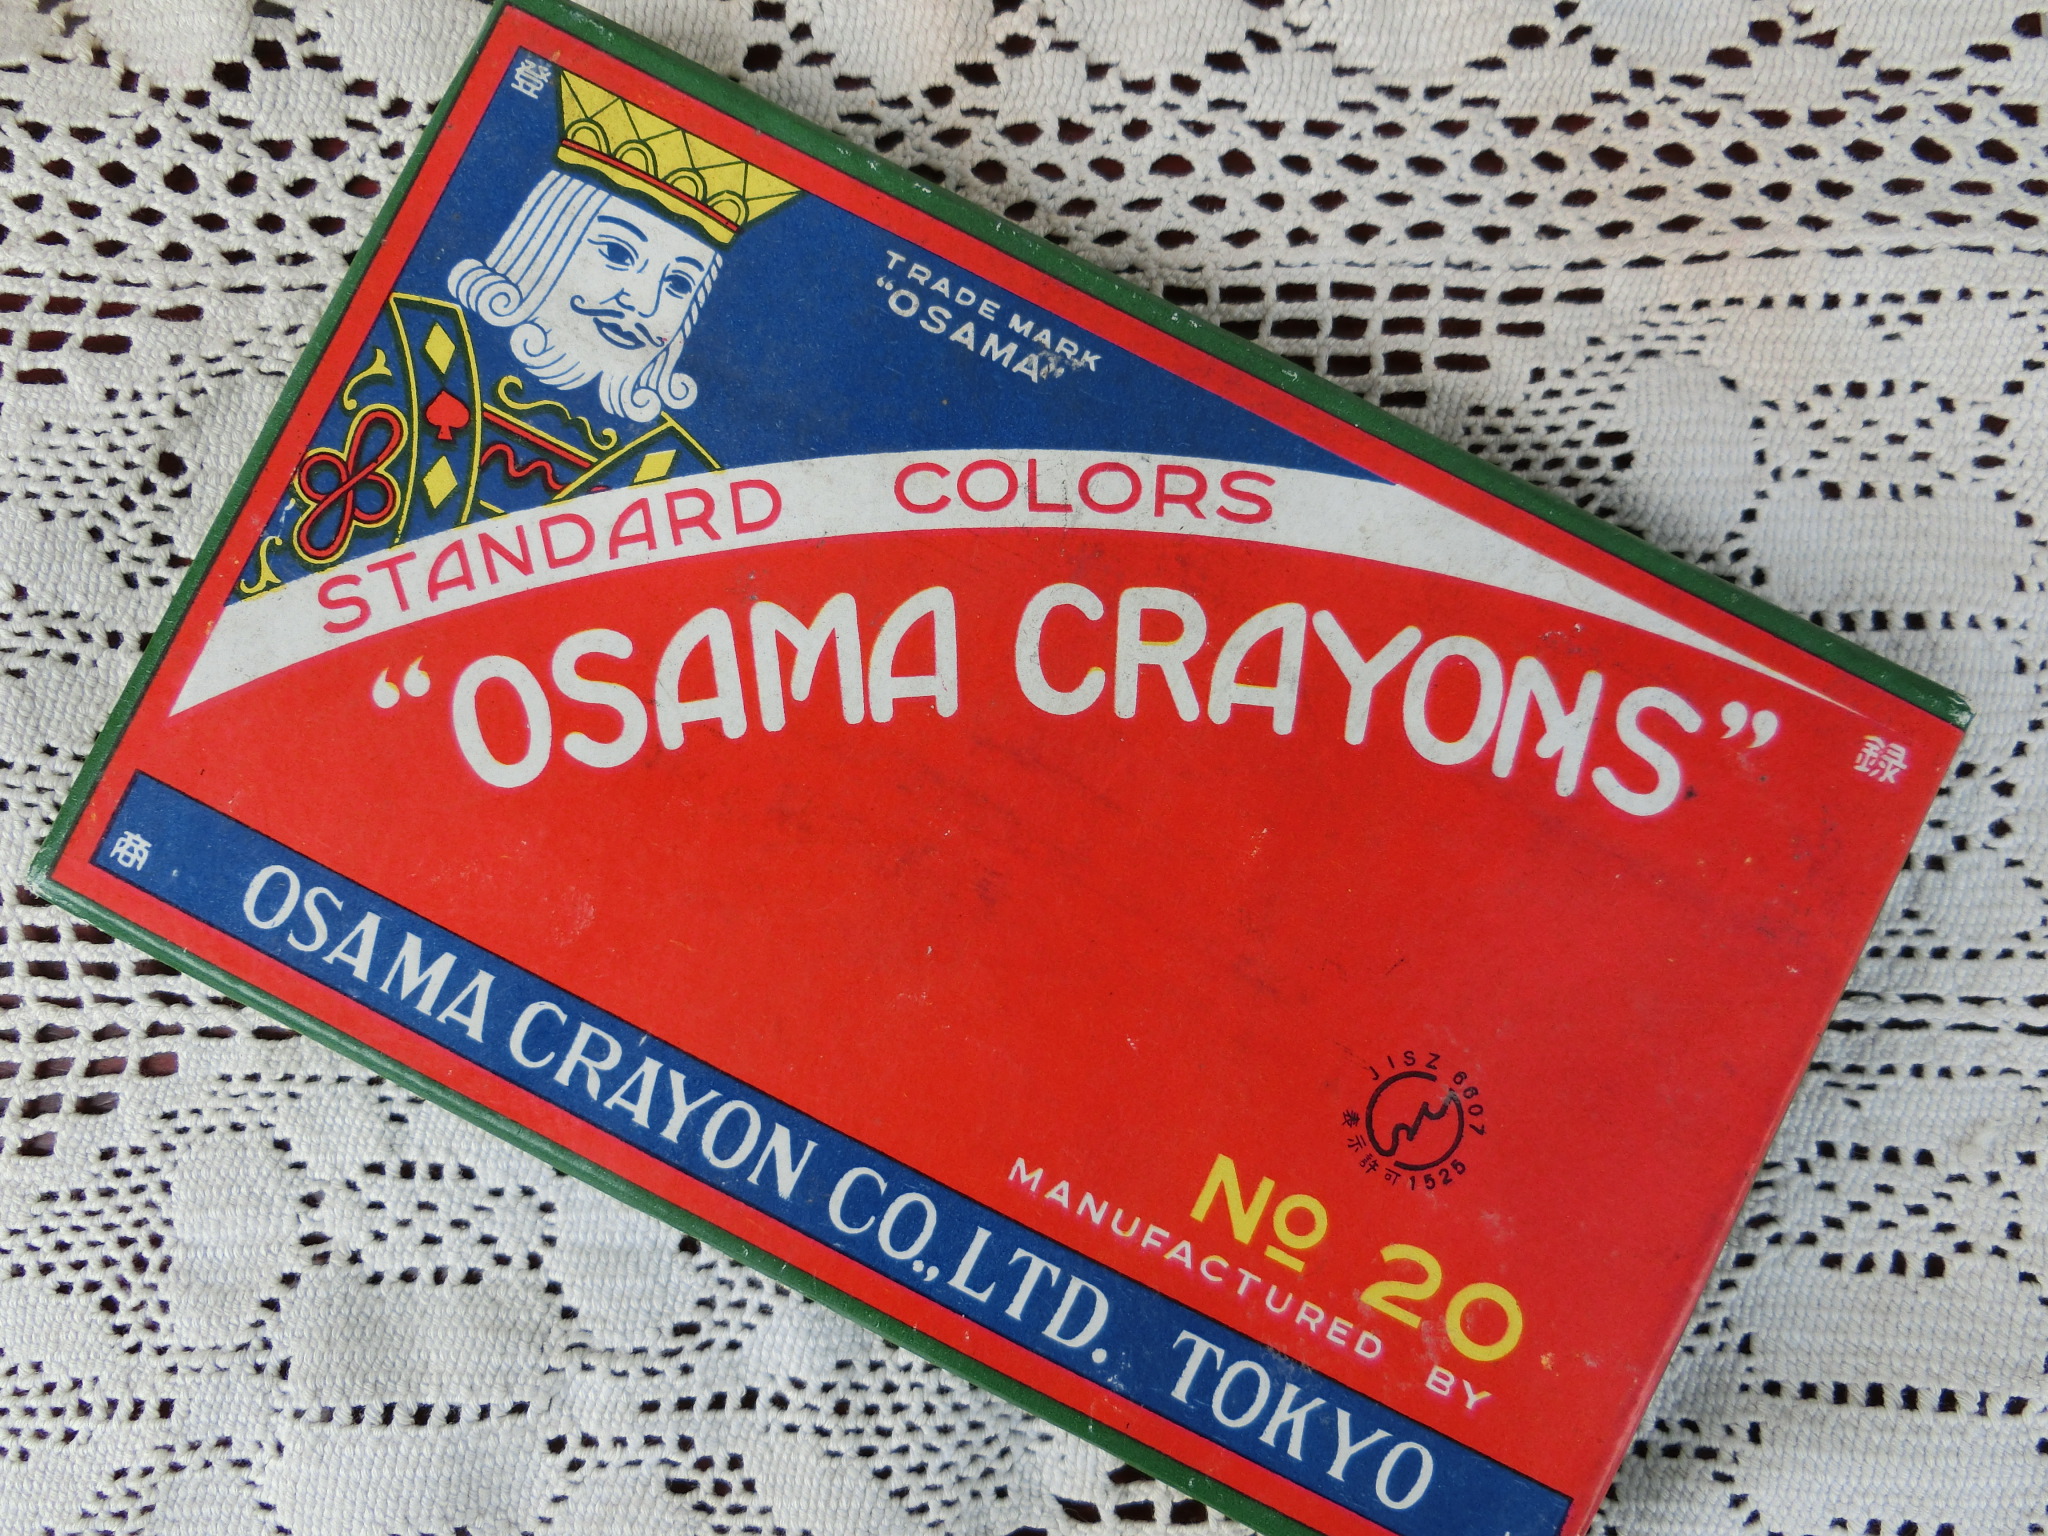 登
TRADE MARK
“OSAMA”
STANDARD COLORS
“OSAMA CRAYONS”
録
JIS Z 6607
表示許可 1525
No 20
MANUFACTURED BY
商
OSAMA CRAYON CO., LTD. TOKYO